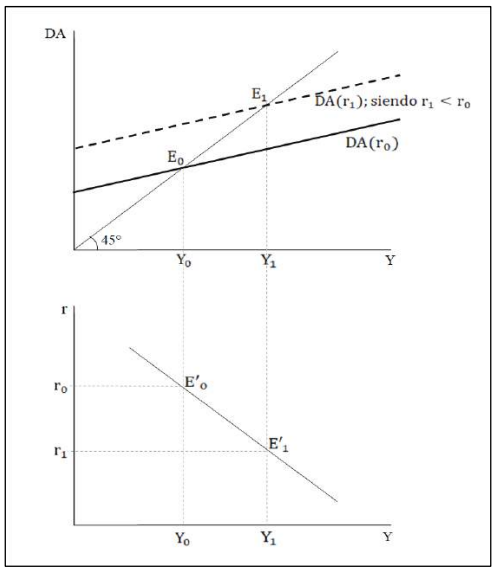 DA
E₁
DA(r₁); siendo r₁ < r₀
E₀
DA(r₀)
45°
Y₀ Y₁ Y
r
r₀ E′₀
r₁ E′₁
Y₀ Y₁ Y